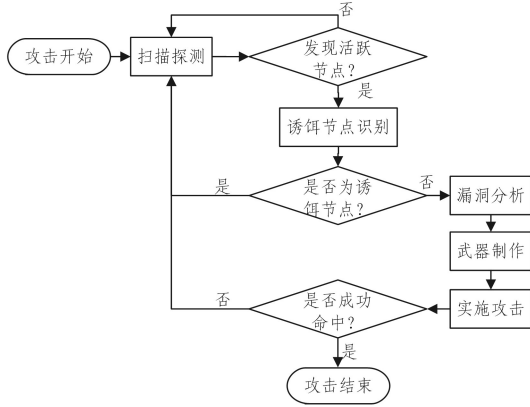 否
攻击开始
扫描探测
发现活跃
节点?
是
诱饵节点识别
是
是否为诱
饵节点?
否
漏洞分析
武器制作
否
是否成功
命中?
实施攻击
是
攻击结束